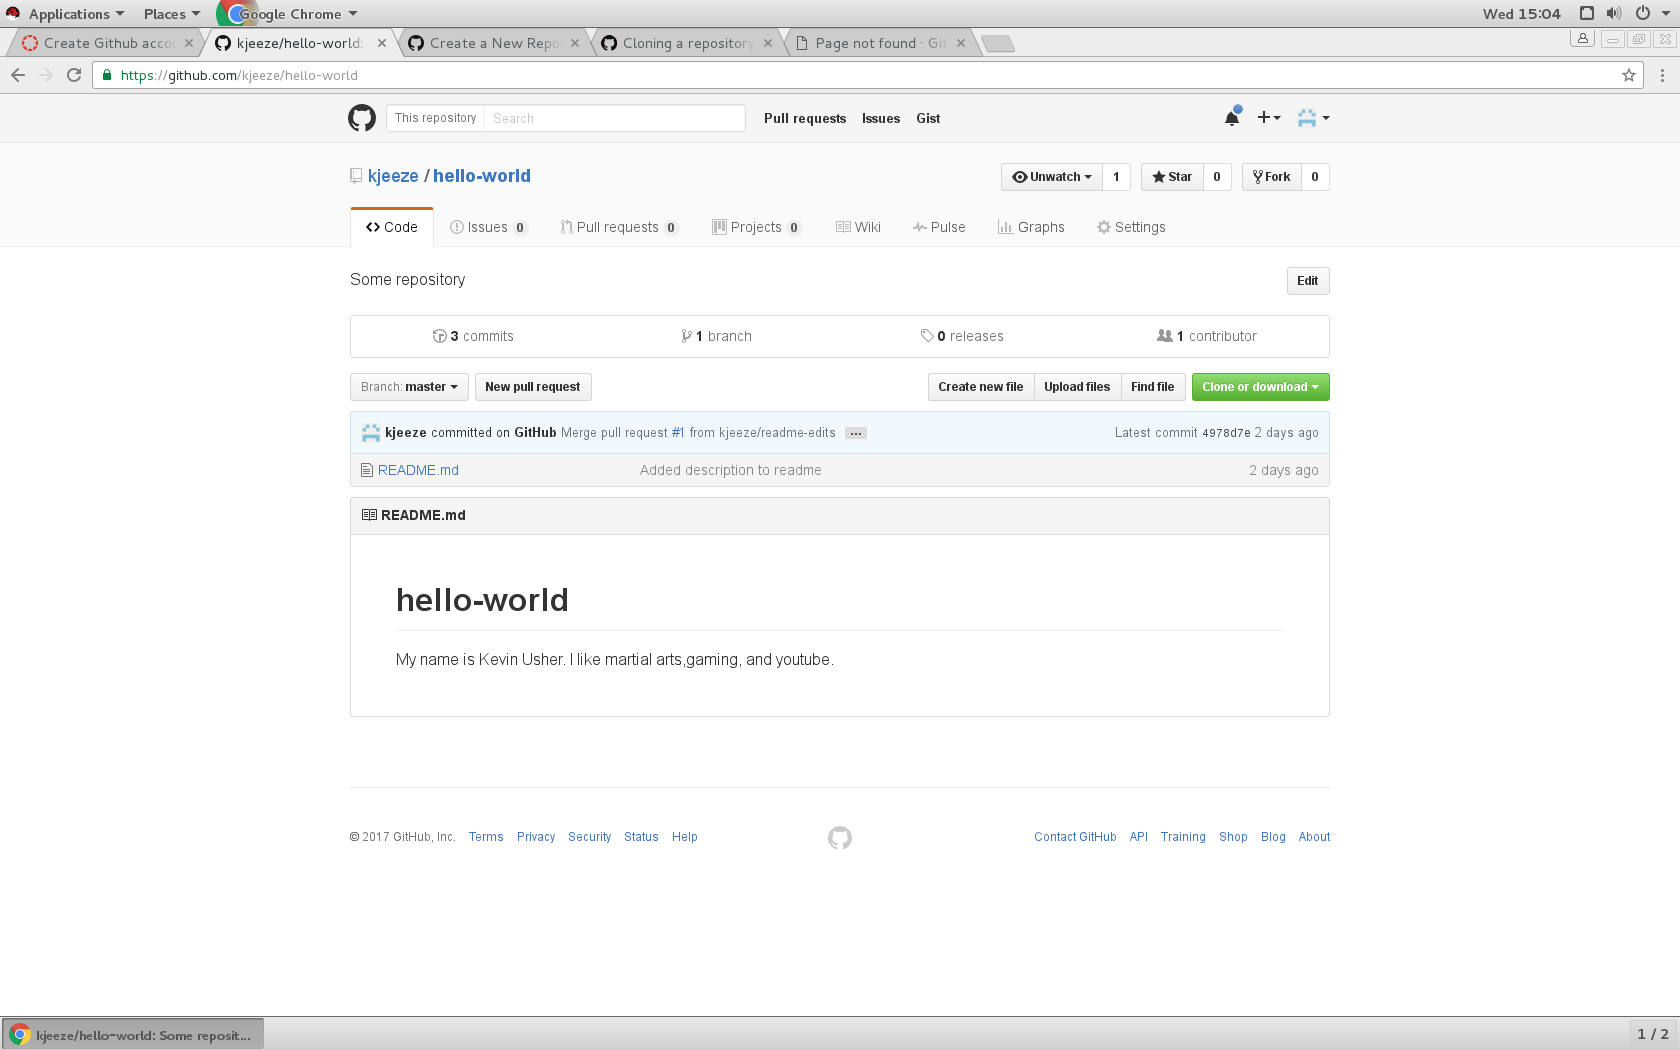 Applications Places Google Chrome Wed 15:04
Create Github accou kjeeze/hello-world: Create a New Repo Cloning a repository Page not found · Git
https://github.com/kjeeze/hello-world
This repository Search Pull requests Issues Gist
kjeeze / hello-world Unwatch 1 Star 0 Fork 0
Code Issues 0 Pull requests 0 Projects 0 Wiki Pulse Graphs Settings
Some repository Edit
3 commits 1 branch 0 releases 1 contributor
Branch: master New pull request Create new file Upload files Find file Clone or download
kjeeze committed on GitHub Merge pull request #1 from kjeeze/readme-edits ... Latest commit 4978d7e 2 days ago
README.md Added description to readme 2 days ago
README.md
hello-world
My name is Kevin Usher. I like martial arts,gaming, and youtube.
© 2017 GitHub, Inc. Terms Privacy Security Status Help Contact GitHub API Training Shop Blog About
kjeeze/hello-world: Some reposit... 1 / 2